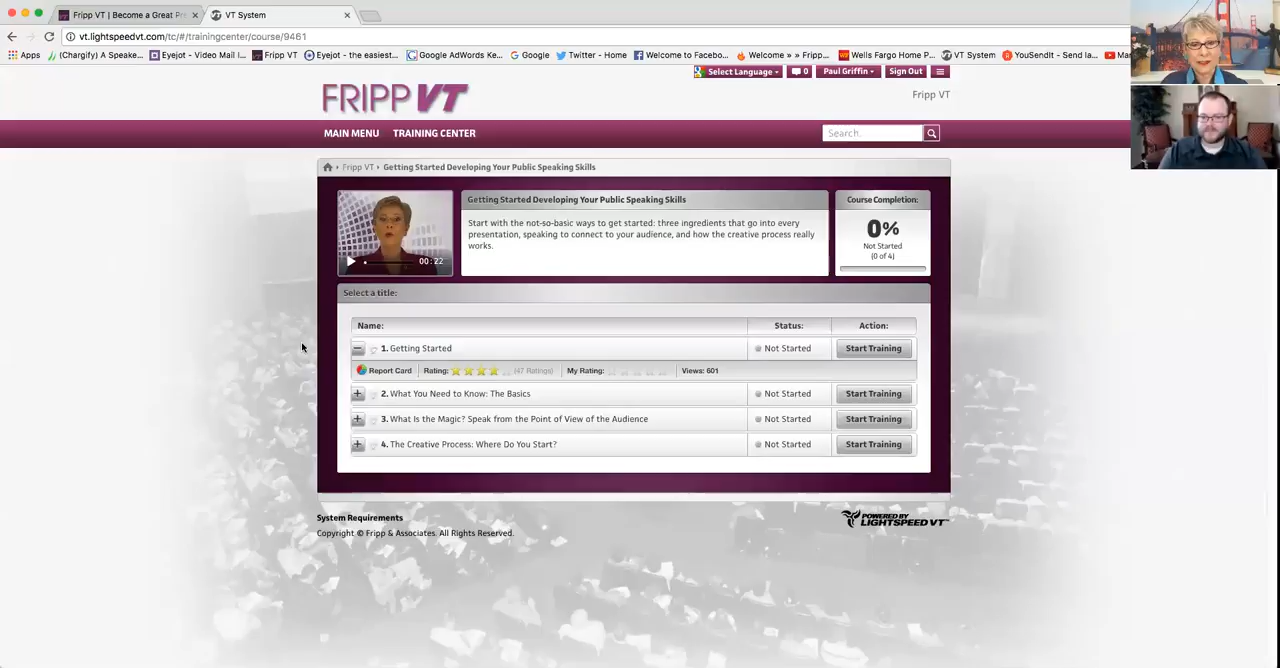 Fripp VT | Become a Great Pr
VT System
vt.lightspeedvt.com/tc/#/trainingcenter/course/9461
Apps
(Chargify) A Speake...
Eyejot - Video Mail i...
Fripp VT
Eyejot - the easiest...
Google AdWords Ke...
Google
Twitter - Home
Welcome to Facebo...
Welcome » » Fripp...
Wells Fargo Home P...
VT System
YouSendIt - Send la...
Mar
Select Language
0
Paul Griffin
Sign Out
FRIPP VT
Fripp VT
MAIN MENU
TRAINING CENTER
Search.
Fripp VT
Getting Started Developing Your Public Speaking Skills
00:22
Getting Started Developing Your Public Speaking Skills
Start with the not-so-basic ways to get started: three ingredients that go into every
presentation, speaking to connect to your audience, and how the creative process really
works.
Course Completion:
0%
Not Started
(0 of 4)
Select a title:
Name:
Status:
Action:
1. Getting Started
Not Started
Start Training
Report Card
Rating:
(47 Ratings)
My Rating:
Views: 601
2. What You Need to Know: The Basics
Not Started
Start Training
3. What Is the Magic? Speak from the Point of View of the Audience
Not Started
Start Training
4. The Creative Process: Where Do You Start?
Not Started
Start Training
System Requirements
Copyright © Fripp & Associates. All Rights Reserved.
POWERED BY
LIGHTSPEED VT